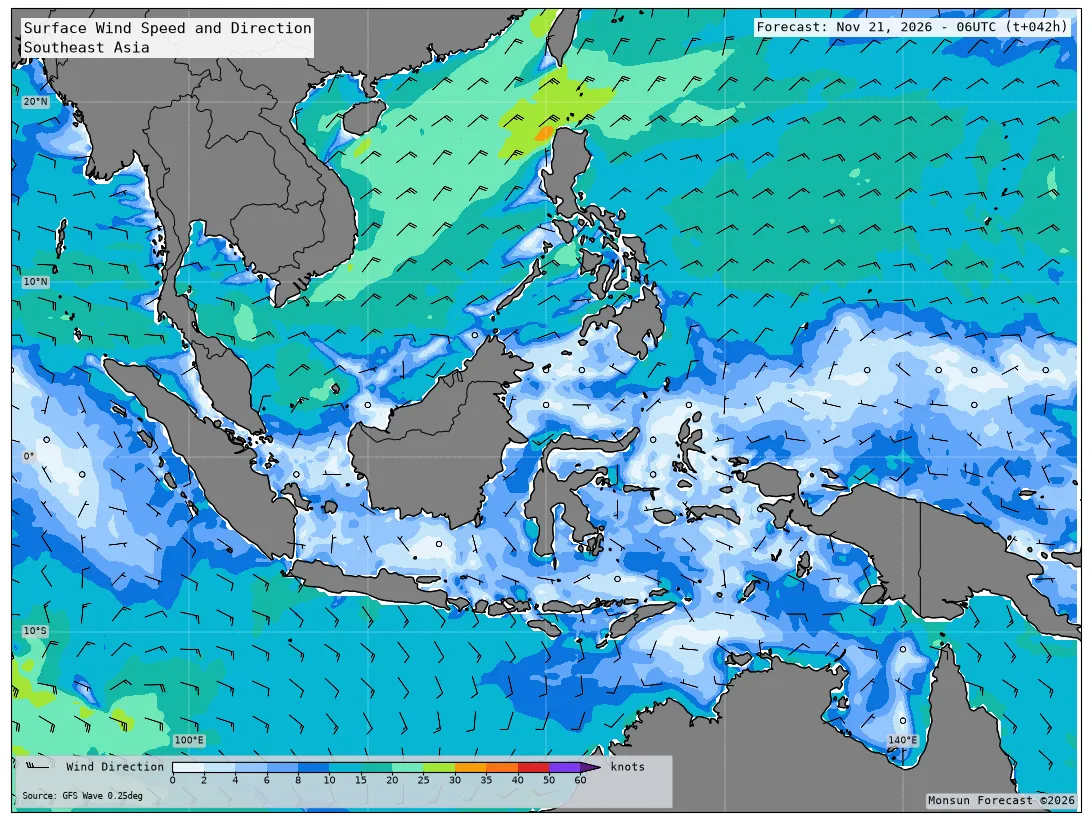 Surface Wind Speed and Direction
Southeast Asia
Forecast: Nov 21, 2026 - 06UTC (t+042h)
20°N
10°N
0°
10°S
100°E
140°E
Wind Direction
knots
0 2 4 6 8 10 15 20 25 30 35 40 50 60
Source: GFS Wave 0.25deg
Monsun Forecast ©2026